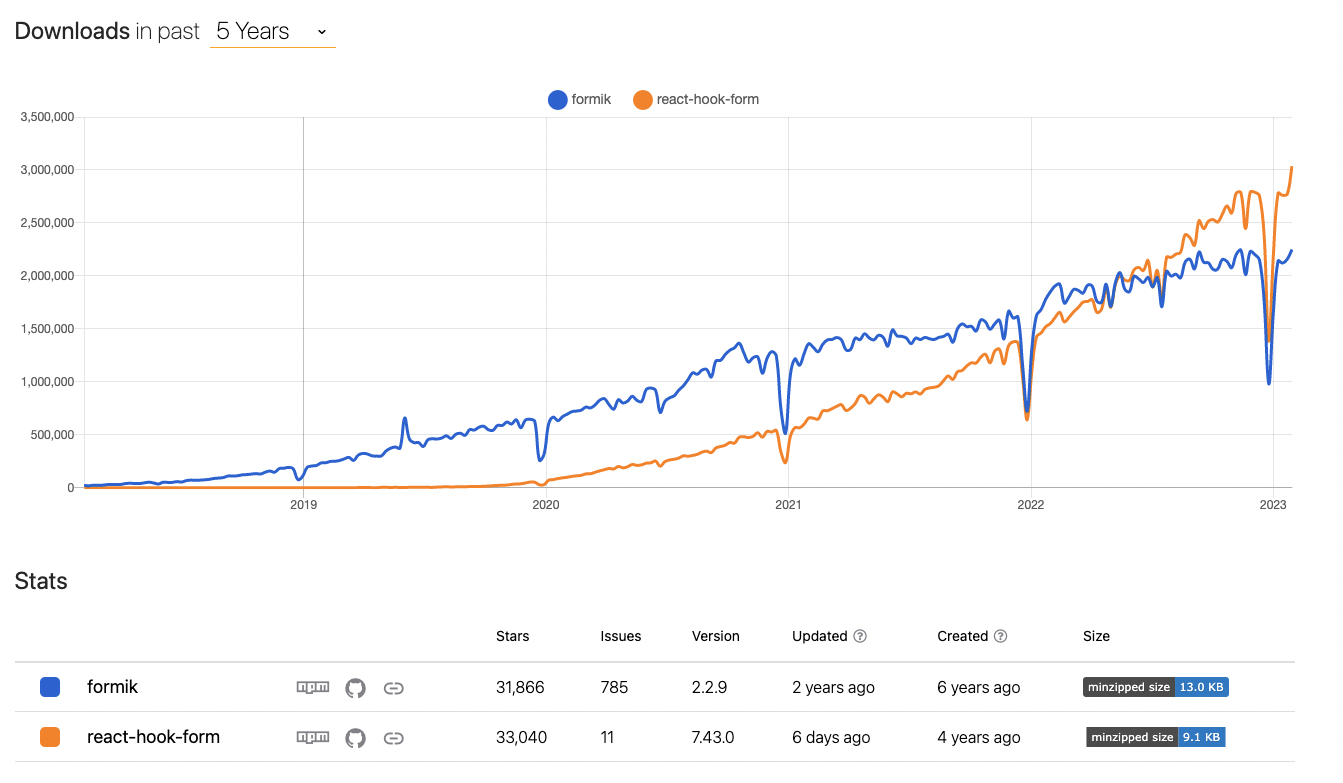 Downloads in past 5 Years
formik react-hook-form
3,500,000
3,000,000
2,500,000
2,000,000
1,500,000
1,000,000
500,000
0
2019 2020 2021 2022 2023
Stats
Stars Issues Version Updated ? Created ? Size
formik npm 31,866 785 2.2.9 2 years ago 6 years ago minzipped size 13.0 KB
react-hook-form npm 33,040 11 7.43.0 6 days ago 4 years ago minzipped size 9.1 KB